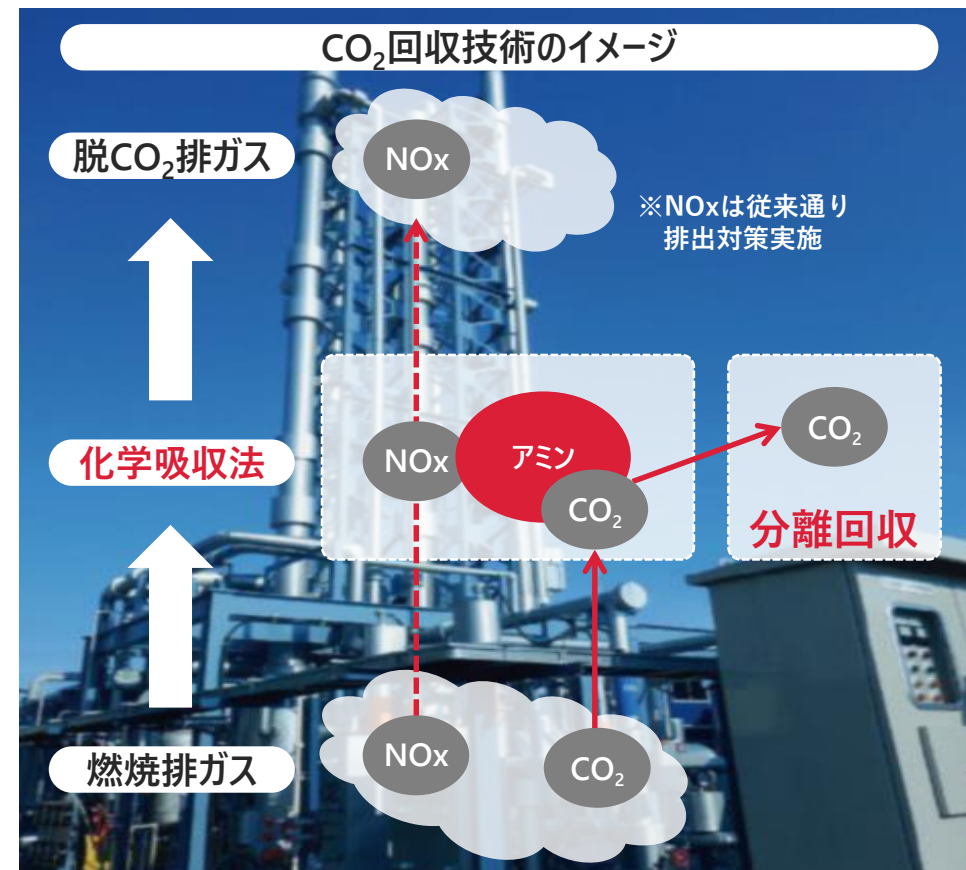 CO₂回収技術のイメージ
脱CO₂排ガス
NOx
※NOxは従来通り
排出対策実施
化学吸収法
NOx
アミン
CO₂
CO₂
分離回収
燃焼排ガス
NOx
CO₂